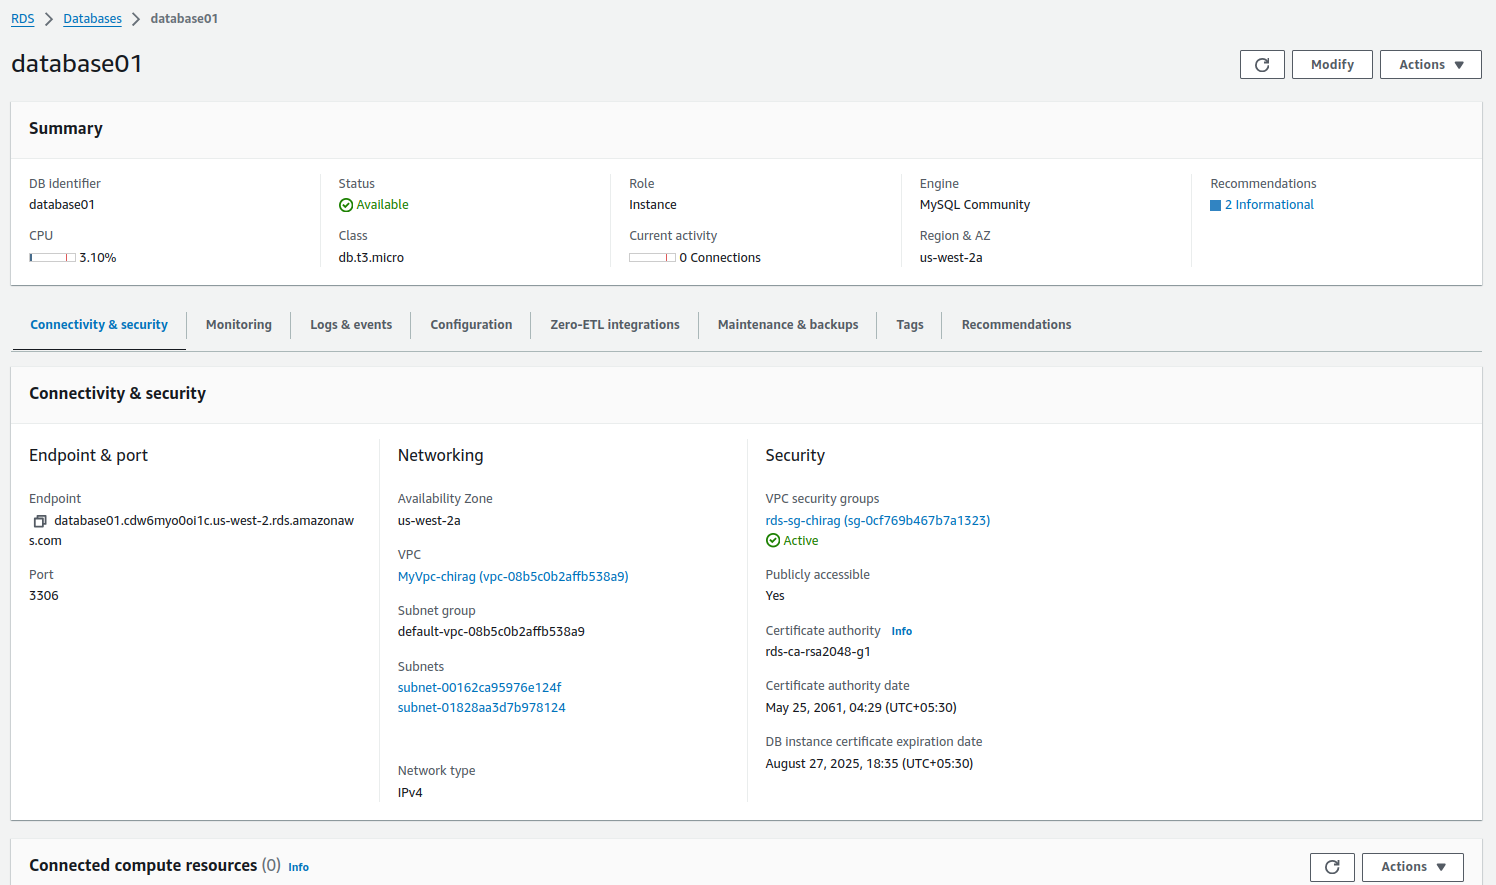 RDS > Databases > database01
database01
Modify
Actions
Summary
DB identifier
database01
CPU
3.10%
Status
Available
Class
db.t3.micro
Role
Instance
Current activity
0 Connections
Engine
MySQL Community
Region & AZ
us-west-2a
Recommendations
2 Informational
Connectivity & security
Monitoring
Logs & events
Configuration
Zero-ETL integrations
Maintenance & backups
Tags
Recommendations
Connectivity & security
Endpoint & port
Endpoint
database01.cdw6myo0oi1c.us-west-2.rds.amazonaw
s.com
Port
3306
Networking
Availability Zone
us-west-2a
VPC
MyVpc-chirag (vpc-08b5c0b2affb538a9)
Subnet group
default-vpc-08b5c0b2affb538a9
Subnets
subnet-00162ca95976e124f
subnet-01828aa3d7b978124
Network type
IPv4
Security
VPC security groups
rds-sg-chirag (sg-0cf769b467b7a1323)
Active
Publicly accessible
Yes
Certificate authority Info
rds-ca-rsa2048-g1
Certificate authority date
May 25, 2061, 04:29 (UTC+05:30)
DB instance certificate expiration date
August 27, 2025, 18:35 (UTC+05:30)
Connected compute resources (0) Info
Actions